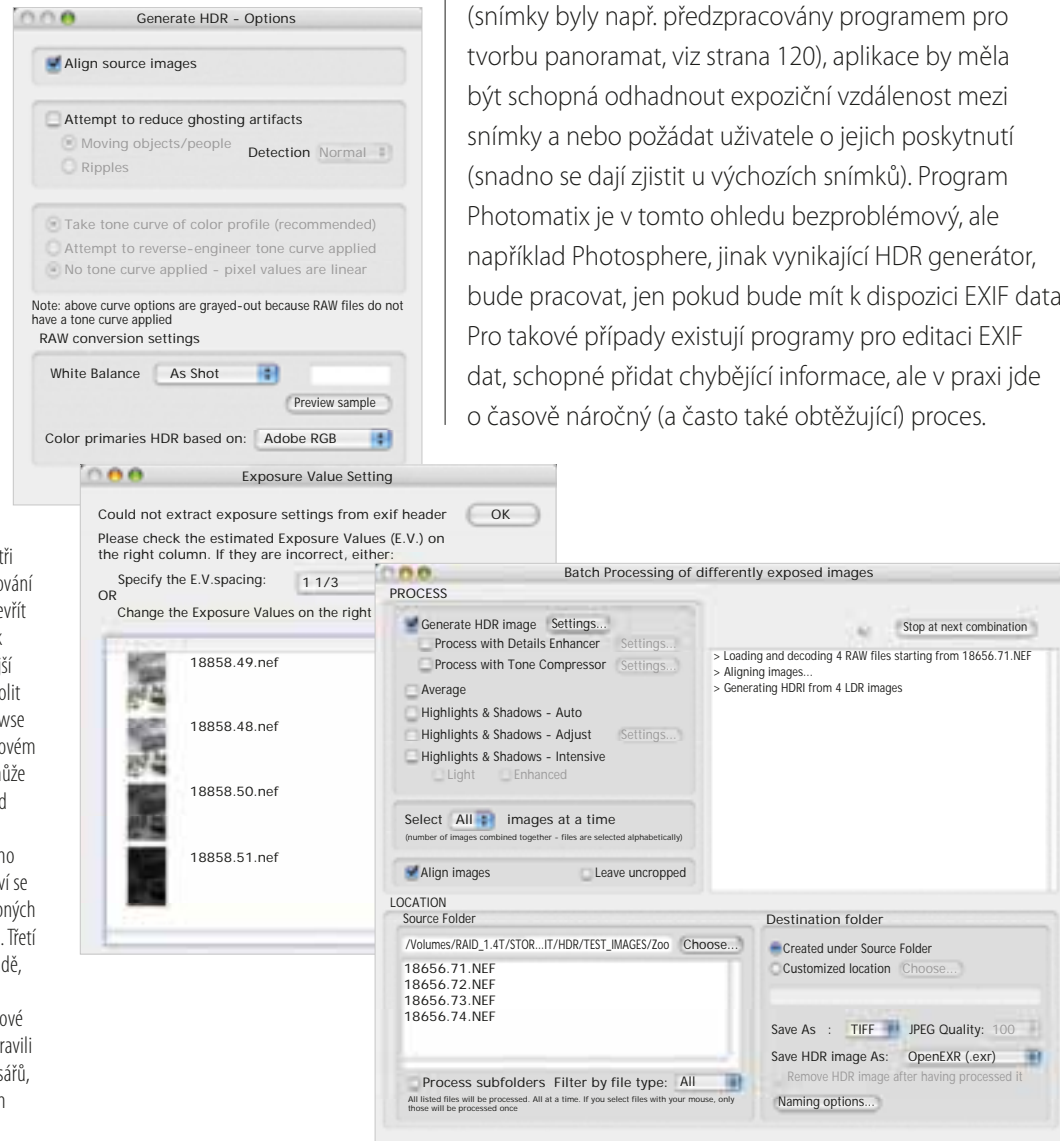 Generate HDR - Options
Align source images
Attempt to reduce ghosting artifacts
Moving objects/people
Detection Normal
Ripples
Take tone curve of color profile (recommended)
Attempt to reverse-engineer tone curve applied
No tone curve applied - pixel values are linear
Note: above curve options are grayed-out because RAW files do not
have a tone curve applied
RAW conversion settings
White Balance As Shot
Preview sample
Color primaries HDR based on: Adobe RGB
(snímky byly např. předzpracovány programem pro
tvorbu panoramat, viz strana 120), aplikace by měla
být schopná odhadnout expoziční vzdálenost mezi
snímky a nebo požádat uživatele o jejich poskytnutí
(snadno se dají zjistit u výchozích snímků). Program
Photomatix je v tomto ohledu bezproblémový, ale
například Photosphere, jinak vynikající HDR generátor,
bude pracovat, jen pokud bude mít k dispozici EXIF data
Pro takové případy existují programy pro editaci EXIF
dat, schopné přidat chybějící informace, ale v praxi jde
o časově náročný (a často také obtěžující) proces.
Exposure Value Setting
Could not extract exposure settings from exif header OK
Please check the estimated Exposure Values (E.V.) on
the right column. If they are incorrect, either:
Specify the E.V.spacing: 1 1/3
OR
Change the Exposure Values on the right
18858.49.nef
18858.48.nef
18858.50.nef
18858.51.nef
Batch Processing of differently exposed images
PROCESS
Generate HDR image Settings...
Process with Details Enhancer Settings...
Process with Tone Compressor Settings...
Average
Highlights & Shadows - Auto
Highlights & Shadows - Adjust Settings...
Highlights & Shadows - Intensive
Light Enhanced
Stop at next combination
> Loading and decoding 4 RAW files starting from 18656.71.NEF
> Aligning images...
> Generating HDRI from 4 LDR images
Select All images at a time
(number of images combined together - files are selected alphabetically)
Align images Leave uncropped
LOCATION
Source Folder
/Volumes/RAID_1.4T/STOR...IT/HDR/TEST_IMAGES/Zoo Choose...
18656.71.NEF
18656.72.NEF
18656.73.NEF
18656.74.NEF
Process subfolders Filter by file type: All
All listed files will be processed. All at a time. If you select files with your mouse, only
those will be processed once
Destination folder
Created under Source Folder
Customized location Choose...
Save As : TIFF JPEG Quality: 100
Save HDR image As: OpenEXR (.exr)
Remove HDR image after having processed it
Naming options...
tři
Třetí